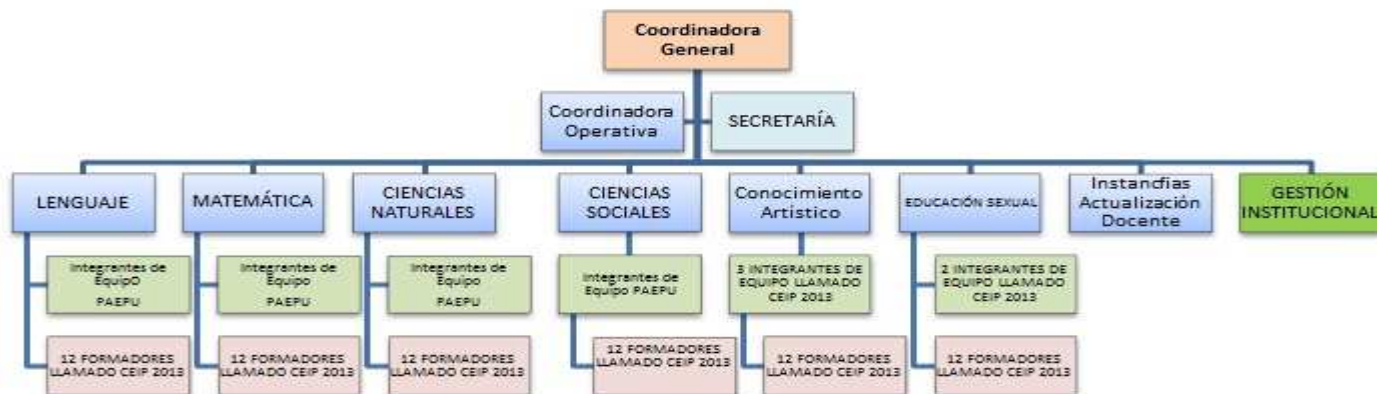 Coordinadora
General
Coordinadora
Operativa
SECRETARÍA
LENGUAJE
MATEMÁTICA
CIENCIAS
NATURALES
CIENCIAS
SOCIALES
Conocimiento
Artístico
EDUCACIÓN SEXUAL
Instancfias
Actualización
Docente
GESTIÓN
INSTITUCIONAL
Integrantes de
EquipO
PAEPU
Integrantes de
Equipo
PAEPU
Integrantes de
Equipo
PAEPU
Integrantes de
Equipo PAEPU
3 INTEGRANTES DE
EQUIPO LLAMADO
CEIP 2013
2 INTEGRANTES DE
EQUIPO LLAMADO
CEIP 2013
12 FORMADORES
LLAMADO CEIP 2013
12 FORMADORES
LLAMADO CEIP 2013
12 FORMADORES
LLAMADO CEIP 2013
12 FORMADORES
LLAMADO CEIP 2013
12 FORMADORES
LLAMADO CEIP 2013
12 FORMADORES
LLAMADO CEIP 2013